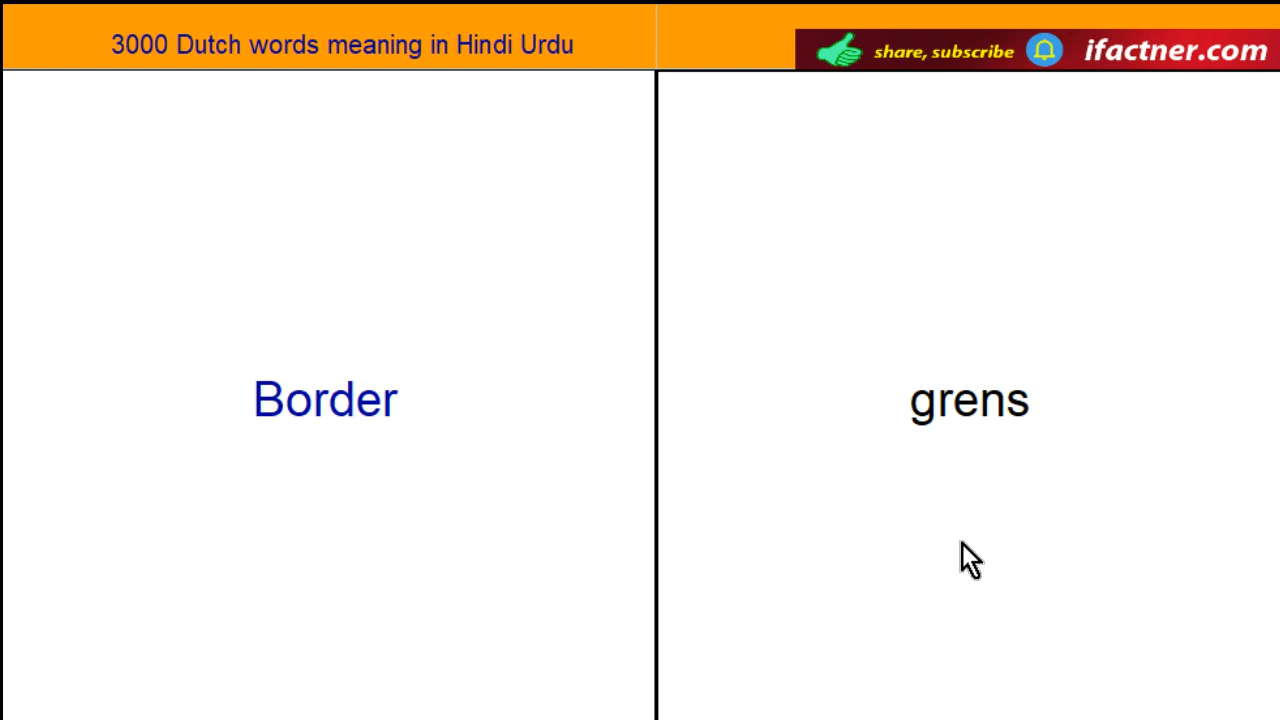 3000 Dutch words meaning in Hindi Urdu
share, subscribe ifactner.com
Border
grens